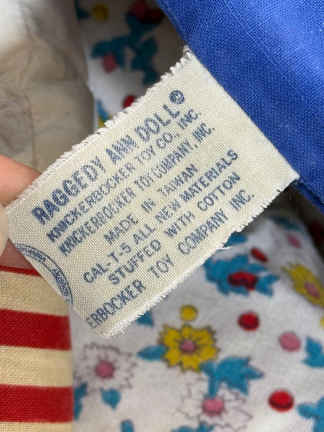 RAGGEDY ANN DOLL®
KNICKERBOCKER TOY CO., INC.
KNICKERBOCKER TOY COMPANY, INC.
MADE IN TAIWAN
CAL-T-5 ALL NEW MATERIALS
STUFFED WITH COTTON
ERBOCKER TOY COMPANY INC.